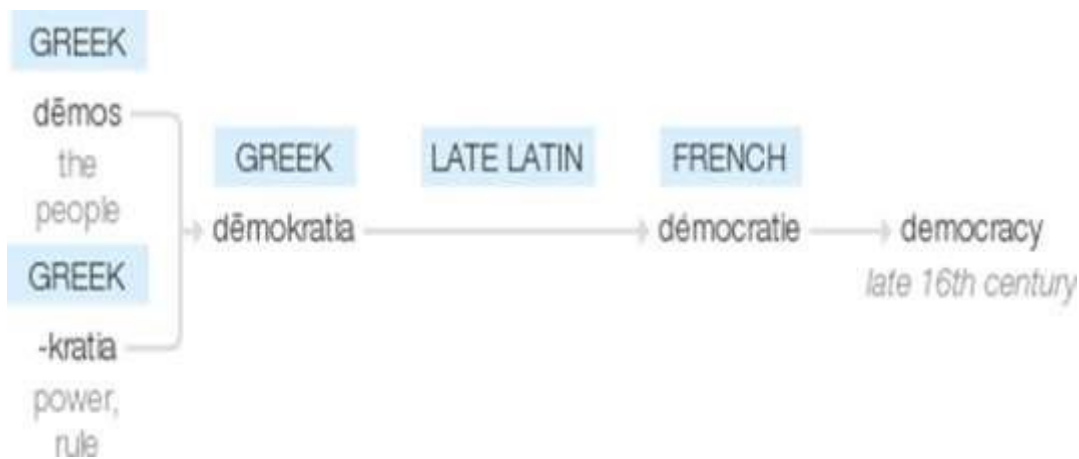 GREEK
dēmos
the
people
GREEK
-kratia
power,
rule
GREEK
dēmokratia
LATE LATIN
FRENCH
démocratie
democracy
late 16th century